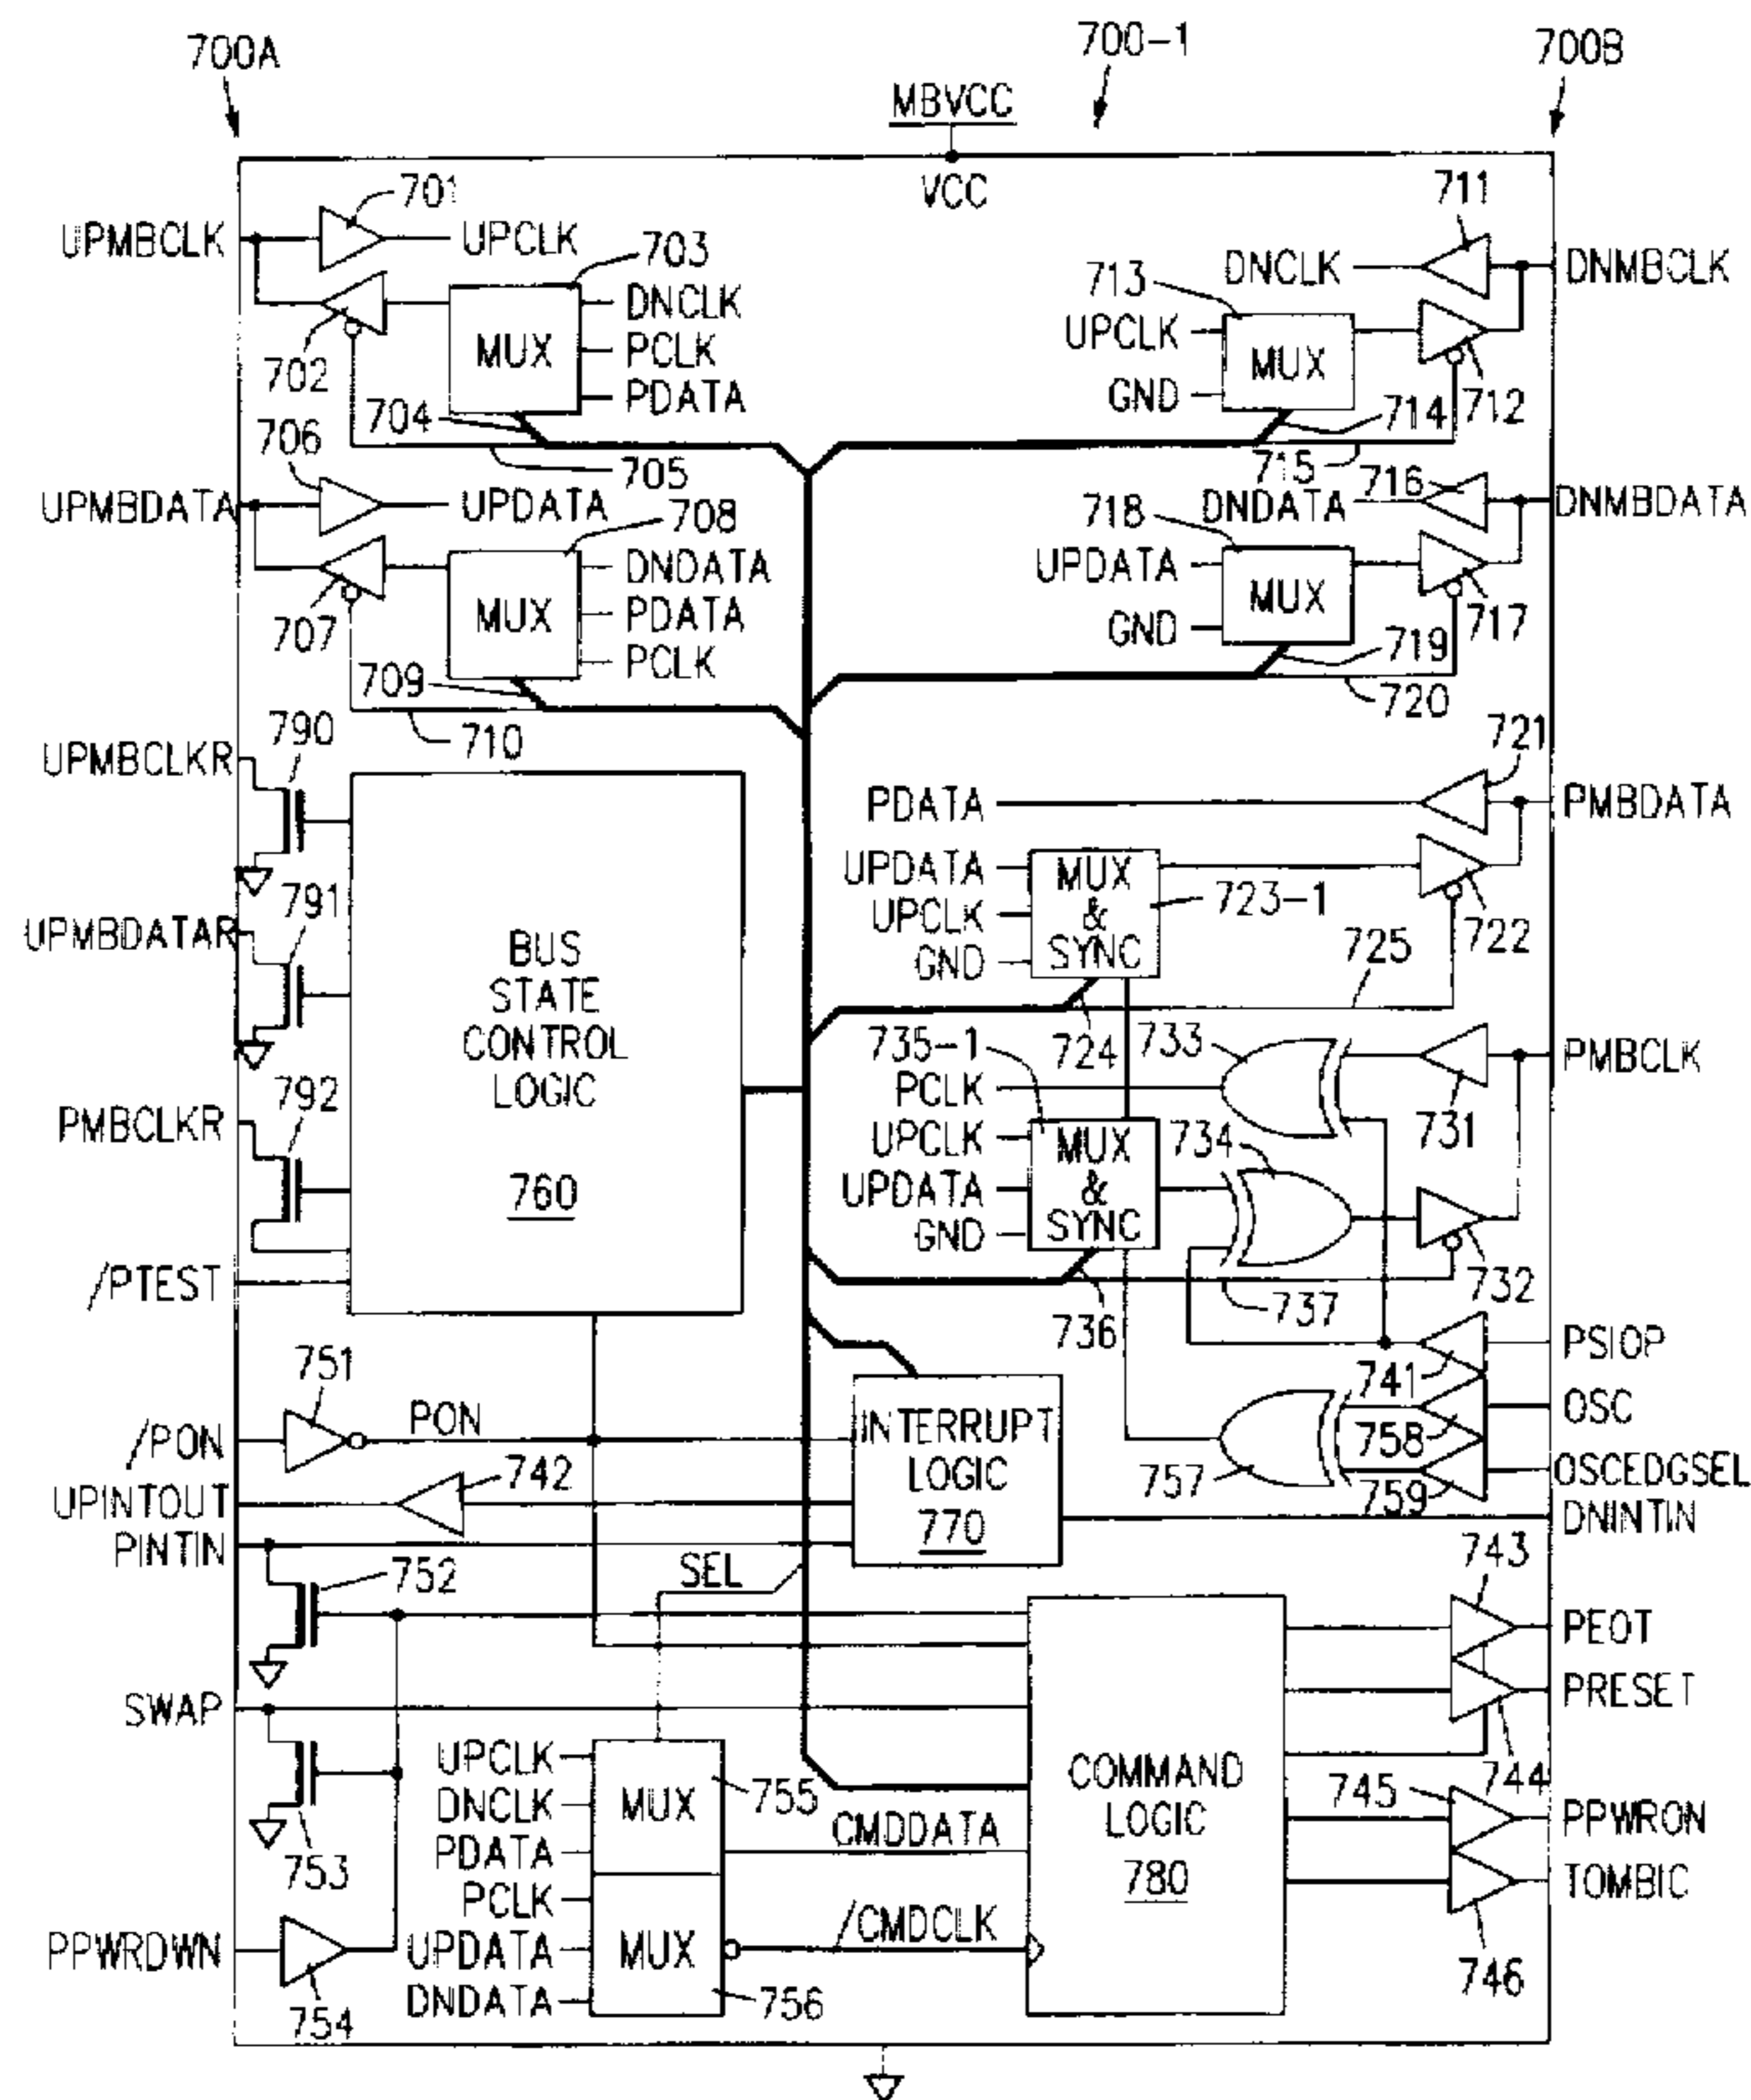 700A
700-1
700B
MBVCC
VCC
701
711
UPMBCLK
UPCLK
703
DNCLK
DNMBCLK
713
DNCLK
MUX
PCLK
PDATA
702
704
705
UPCLK
MUX
GND
714
712
715
706
716
UPMBDATA
UPDATA
708
718
DNDATA
DNMBDATA
DNDATA
MUX
PDATA
PCLK
707
709
710
UPDATA
MUX
GND
717
719
720
790
721
UPMBCLKR
PDATA
PMBDATA
791
UPDATA
MUX
&
SYNC
723-1
UPCLK
GND
722
UPMBDATAR
BUS
STATE
CONTROL
LOGIC
760
725
724
733
735-1
792
PCLK
PMBCLK
731
PMBCLKR
UPCLK
MUX
&
SYNC
734
UPDATA
GND
732
/PTEST
736
737
PSIOP
741
751
/PON
PON
INTERRUPT
LOGIC
770
OSC
758
757
759
OSCEDGSEL
UPINTOUT
742
DNINTIN
PINTIN
752
SEL
743
PEOT
PRESET
744
SWAP
753
UPCLK
DNCLK
PDATA
MUX
755
CMDDATA
COMMAND
LOGIC
780
745
PPWRON
TOMBIC
746
PCLK
UPDATA
DNDATA
MUX
756
/CMDCLK
PPWRDWN
754